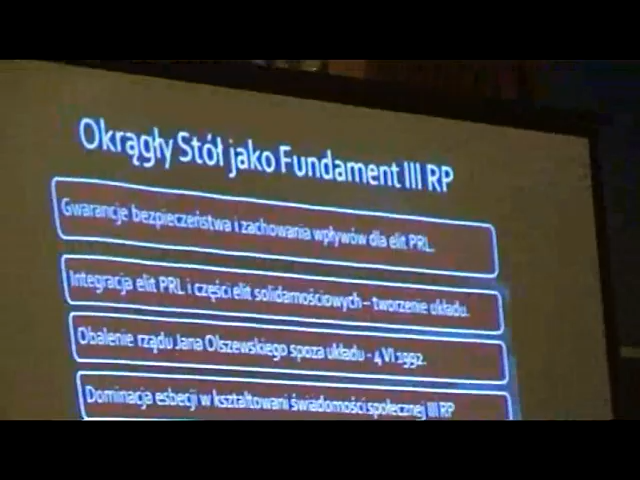 Okrągły Stół jako Fundament III RP
Gwarancje bezpieczeństwa i zachowania wpływów dla elit PRL.
Integracja elit PRL i części elit solidarnościowych – tworzenie układu.
Obalenie rządu Jana Olszewskiego spoza układu - 4 VI 1992.
Dominacja esbecji w kształtowani świadomości społecznej III RP